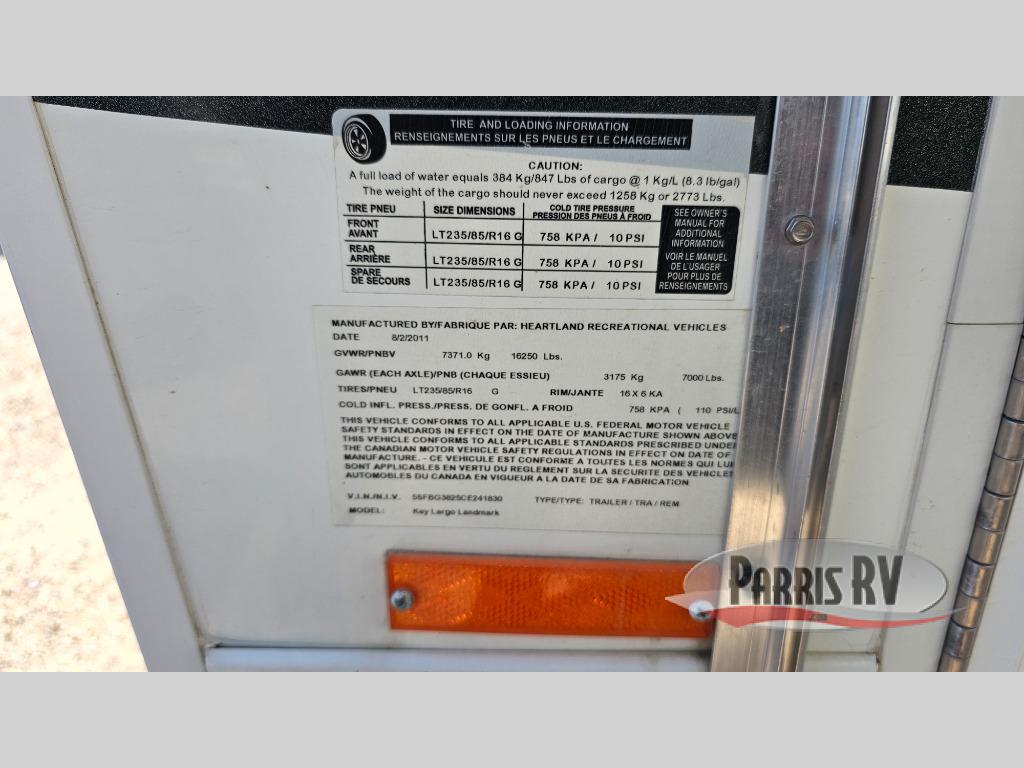 TIRE AND LOADING INFORMATION
RENSEIGNEMENTS SUR LES PNEUS ET LE CHARGEMENT
CAUTION:
A full load of water equals 384 Kg/847 Lbs of cargo @ 1 Kg/L (8.3 lb/gal)
The weight of the cargo should never exceed 1258 Kg or 2773 Lbs.
TIRE PNEU SIZE DIMENSIONS COLD TIRE PRESSURE
PRESSION DES PNEUS À FROID
FRONT
AVANT LT235/85/R16 G 758 KPA / 10 PSI
REAR
ARRIÈRE LT235/85/R16 G 758 KPA / 10 PSI
SPARE
DE SECOURS LT235/85/R16 G 758 KPA / 10 PSI
SEE OWNER'S
MANUAL FOR
ADDITIONAL
INFORMATION
VOIR LE MANUEL
DE L'USAGER
POUR PLUS DE
RENSEIGNEMENTS
MANUFACTURED BY/FABRIQUE PAR: HEARTLAND RECREATIONAL VEHICLES
DATE 8/2/2011
GVWR/PNBV 7371.0 Kg 16250 Lbs.
GAWR (EACH AXLE)/PNB (CHAQUE ESSIEU) 3175 Kg 7000 Lbs.
TIRES/PNEU LT235/85/R16 G RIM/JANTE 16 X 6 KA
COLD INFL. PRESS./PRESS. DE GONFL. A FROID 758 KPA ( 110 PSI/L
THIS VEHICLE CONFORMS TO ALL APPLICABLE U.S. FEDERAL MOTOR VEHICLE
SAFETY STANDARDS IN EFFECT ON THE DATE OF MANUFACTURE SHOWN ABOVE
THIS VEHICLE CONFORMS TO ALL APPLICABLE STANDARDS PRESCRIBED UNDER
THE CANADIAN MOTOR VEHICLE SAFETY REGULATIONS IN EFFECT ON DATE OF
MANUFACTURE. - CE VEHICULE EST CONFORME A TOUTES LES NORMES QUI LUI
SONT APPLICABLES EN VERTU DU REGLEMENT SUR LA SECURITE DES VEHICLES
AUTOMOBILES DU CANADA EN VIGUEUR A LA DATE DE SA FABRICATION
V.I.N./N.I.V. 5SFBG3825CE241830 TYPE/TYPE: TRAILER / TRA / REM
MODEL: Key Largo Landmark
PARRIS RV
.com